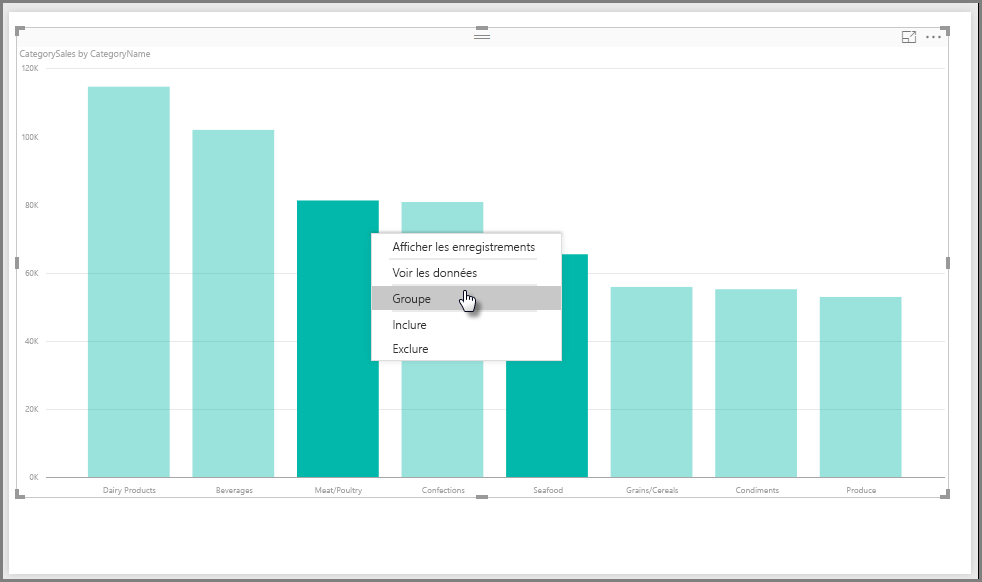 CategorySales by CategoryName
120K
100K
80K
60K
40K
20K
0K
Afficher les enregistrements
Voir les données
Groupe
Inclure
Exclure
Dairy Products
Beverages
Meat/Poultry
Confections
Seafood
Grains/Cereals
Condiments
Produce